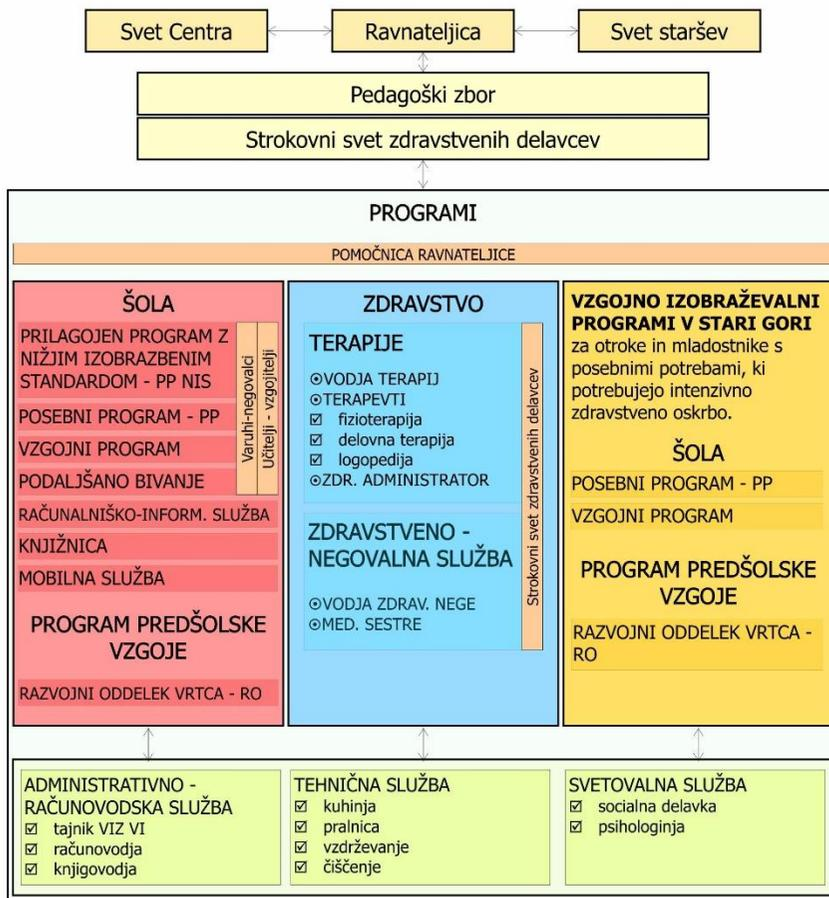 Svet Centra
Ravnateljica
Svet staršev
Pedagoški zbor
Strokovni svet zdravstvenih delavcev
PROGRAMI
POMOČNICA RAVNATELJICE
ŠOLA
PRILAGOJEN PROGRAM Z
NIŽJIM IZOBRAZBENIM
STANDARDOM - PP NIS
POSEBNI PROGRAM - PP
VZGOJNI PROGRAM
PODALJŠANO BIVANJE
Varuhi-negovalci
Učitelji - vzgojitelji
RAČUNALNIŠKO-INFORM. SLUŽBA
KNJIŽNICA
MOBILNA SLUŽBA
PROGRAM PREDŠOLSKE
VZGOJE
RAZVOJNI ODDELEK VRTCA - RO
ZDRAVSTVO
TERAPIJE
VODJA TERAPIJ
TERAPEVTI
fizioterapija
delovna terapija
logopedija
ZDR. ADMINISTRATOR
ZDRAVSTVENO -
NEGOVALNA SLUŽBA
VODJA ZDRAV. NEGE
MED. SESTRE
Strokovni svet zdravstvenih delavcev
VZGOJNO IZOBRAŽEVALNI
PROGRAMI V STARI GORI
za otroke in mladostnike s
posebnimi potrebami, ki
potrebujejo intenzivno
zdravstveno oskrbo.
ŠOLA
POSEBNI PROGRAM - PP
VZGOJNI PROGRAM
PROGRAM PREDŠOLSKE
VZGOJE
RAZVOJNI ODDELEK VRTCA -
RO
ADMINISTRATIVNO -
RAČUNOVODSKA SLUŽBA
tajnik VIZ VI
računovodja
knjigovodja
TEHNIČNA SLUŽBA
kuhinja
pralnica
vzdrževanje
čiščenje
SVETOVALNA SLUŽBA
socialna delavka
psihologinja